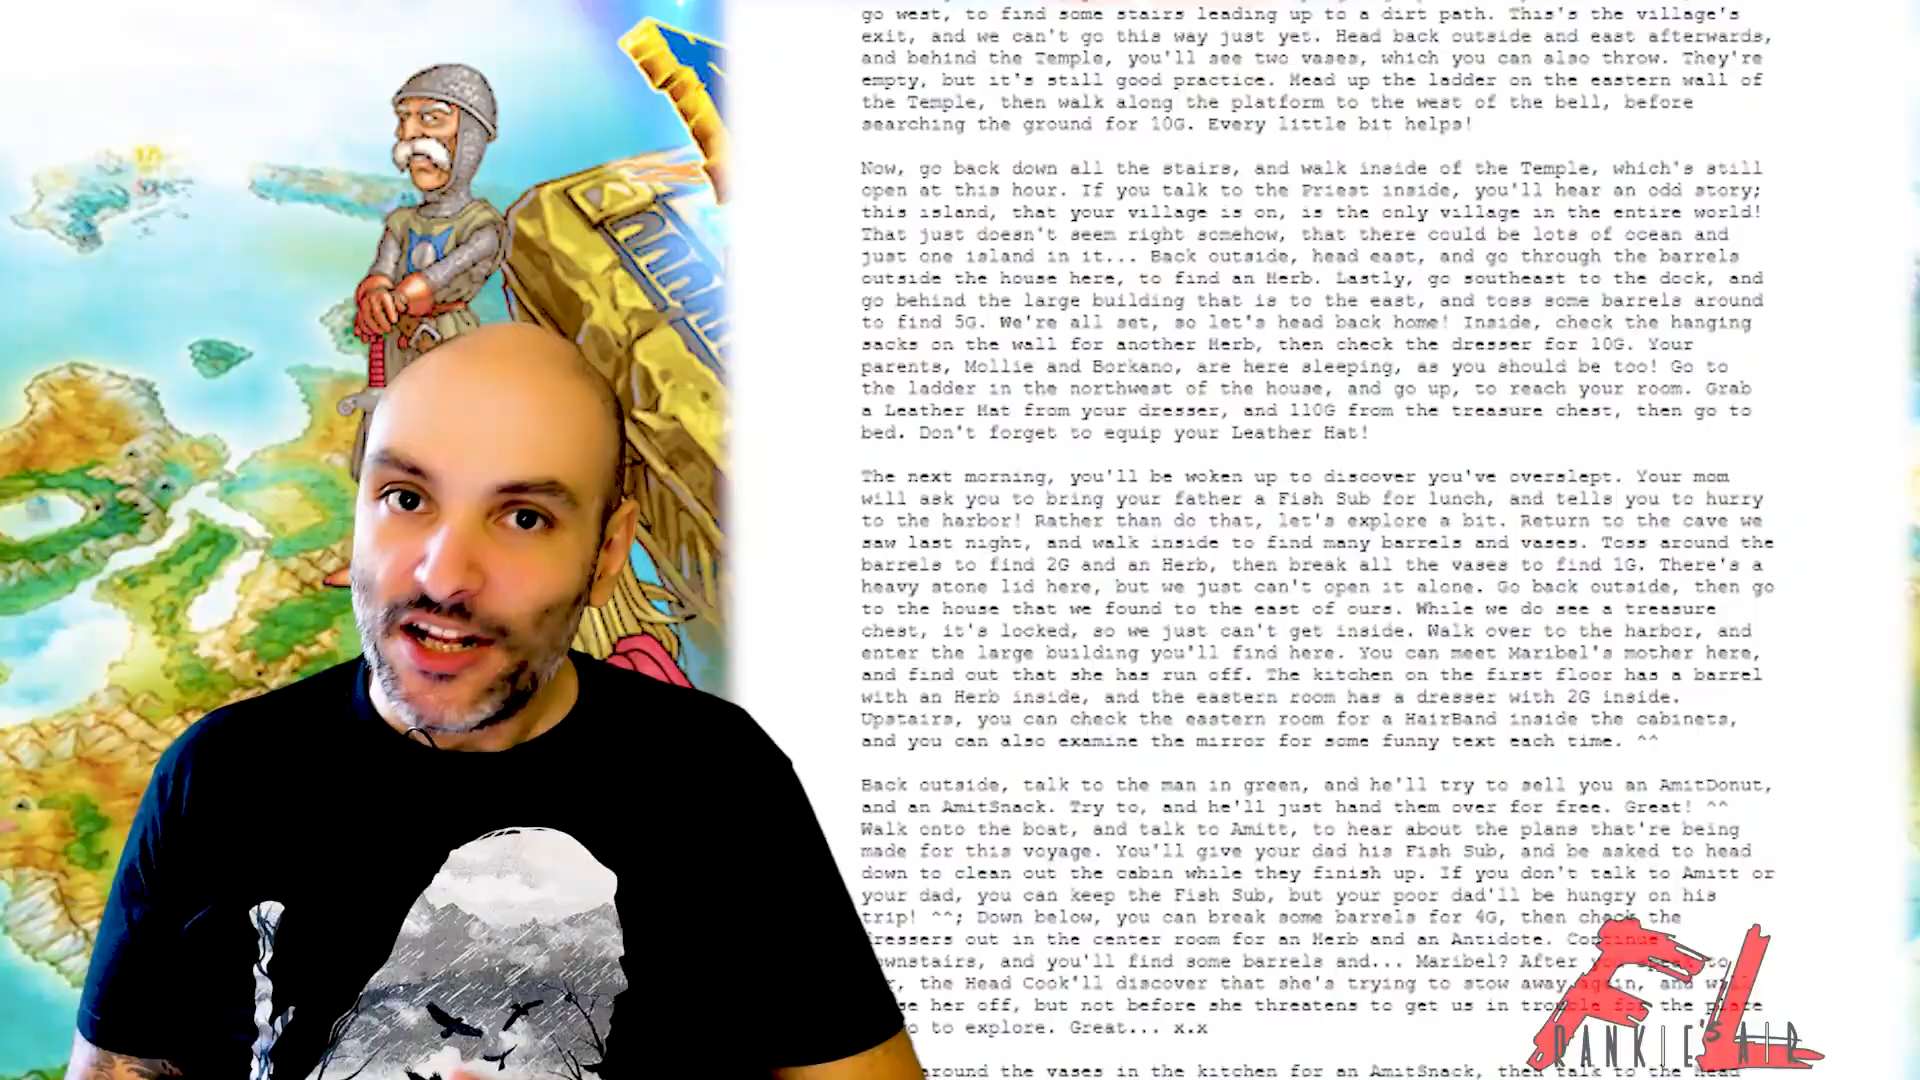 go west, to find some stairs leading up to a dirt path. This's the village's
exit, and we can't go this way just yet. Head back outside and east afterwards,
and behind the Temple, you'll see two vases, which you can also throw. They're
empty, but it's still good practice. Head up the ladder on the eastern wall of
the Temple, then walk along the platform to the west of the bell, before
searching the ground for 10G. Every little bit helps!
Now, go back down all the stairs, and walk inside of the Temple, which's still
open at this hour. If you talk to the Priest inside, you'll hear an odd story;
this island, that your village is on, is the only village in the entire world!
That just doesn't seem right somehow, that there could be lots of ocean and
just one island in it... Back outside, head east, and go through the barrels
outside the house here, to find an Herb. Lastly, go southeast to the dock, and
go behind the large building that is to the east, and toss some barrels around
to find 5G. We're all set, so let's head back home! Inside, check the hanging
sacks on the wall for another Herb, then check the dresser for 10G. Your
parents, Mollie and Borkano, are here sleeping, as you should be too! Go to
the ladder in the northwest of the house, and go up, to reach your room. Grab
a Leather Hat from your dresser, and 110G from the treasure chest, then go to
bed. Don't forget to equip your Leather Hat!
The next morning, you'll be woken up to discover you've overslept. Your mom
will ask you to bring your father a Fish Sub for lunch, and tells you to hurry
to the harbor! Rather than do that, let's explore a bit. Return to the cave we
saw last night, and walk inside to find many barrels and vases. Toss around the
barrels to find 2G and an Herb, then break all the vases to find 1G. There's a
heavy stone lid here, but we just can't open it alone. Go back outside, then go
to the house that we found to the east of ours. While we do see a treasure
chest, it's locked, so we just can't get inside. Walk over to the harbor, and
enter the large building you'll find here. You can meet Maribel's mother here,
and find out that she has run off. The kitchen on the first floor has a barrel
with an Herb inside, and the eastern room has a dresser with 2G inside.
Upstairs, you can check the eastern room for a HairBand inside the cabinets,
and you can also examine the mirror for some funny text each time. ^^
Back outside, talk to the man in green, and he'll try to sell you an AmitDonut,
and an AmitSnack. Try to, and he'll just hand them over for free. Great! ^^
Walk onto the boat, and talk to Amitt, to hear about the plans that're being
made for this voyage. You'll give your dad his Fish Sub, and be asked to head
down to clean out the cabin while they finish up. If you don't talk to Amitt or
your dad, you can keep the Fish Sub, but your poor dad'll be hungry on his
trip! ^^; Down below, you can break some barrels for 4G, then check the
dressers out in the center room for an Herb and an Antidote. Continue
downstairs, and you'll find some barrels and... Maribel? After you speak to
the Head Cook'll discover that she's trying to stow away again, and will
her off, but not before she threatens to get us in trouble for the place
to explore. Great... x.x
around the vases in the kitchen for an AmitSnack, then talk to the Head
FL
RANKIE'S AIR